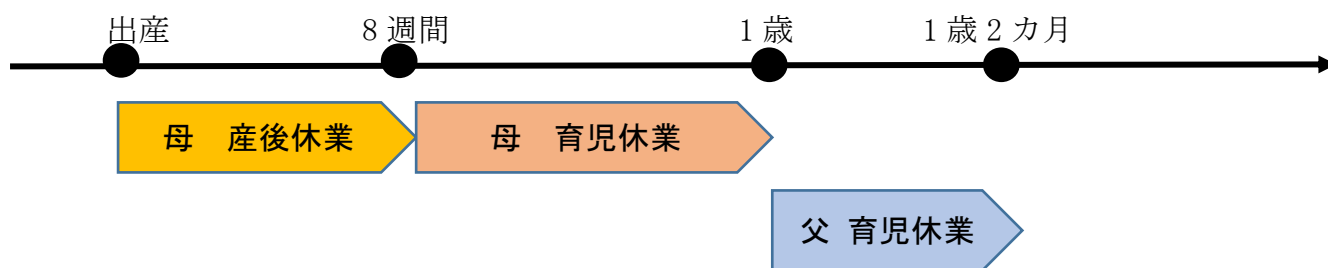 出産 8週間 1歳 1歳2カ月
母 産後休業 母 育児休業
父 育児休業